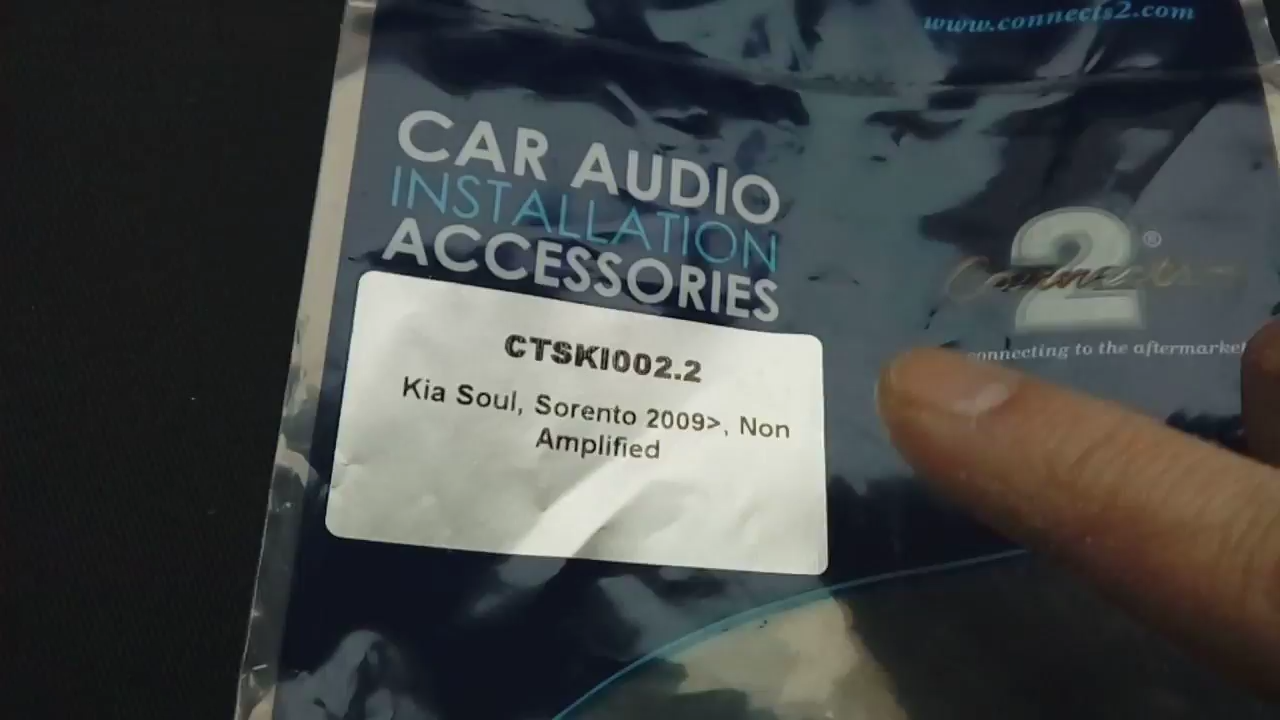 www.connects2.com
CAR AUDIO
INSTALLATION
ACCESSORIES
2®
Connects
connecting to the aftermarket
CTSKI002.2
Kia Soul, Sorento 2009>, Non
Amplified